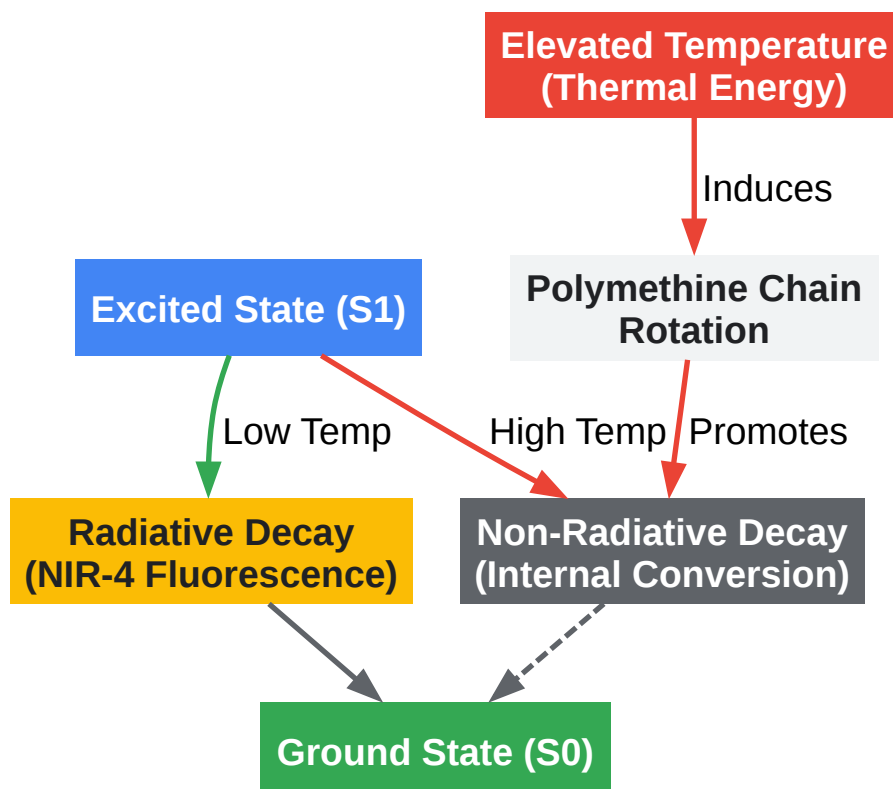 Elevated Temperature
(Thermal Energy)
Induces
Excited State (S1)
Polymethine Chain
Rotation
Low Temp
High Temp
Promotes
Radiative Decay
(NIR-4 Fluorescence)
Non-Radiative Decay
(Internal Conversion)
Ground State (S0)